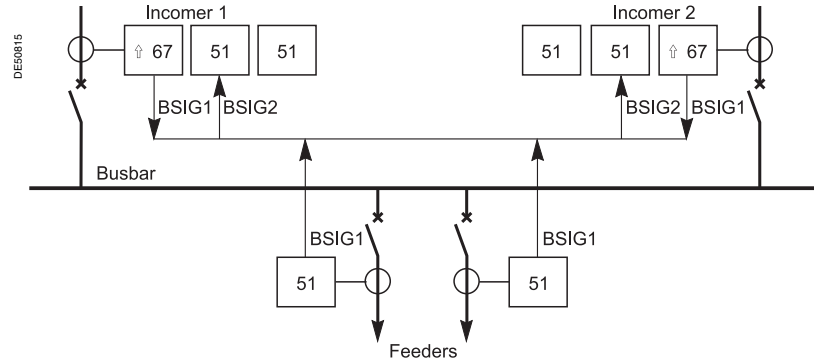 Incomer 1
Incomer 2
DE50815
⇧ 67
51
51
51
51
⇧ 67
BSIG1
BSIG2
BSIG2
BSIG1
Busbar
BSIG1
BSIG1
51
51
Feeders